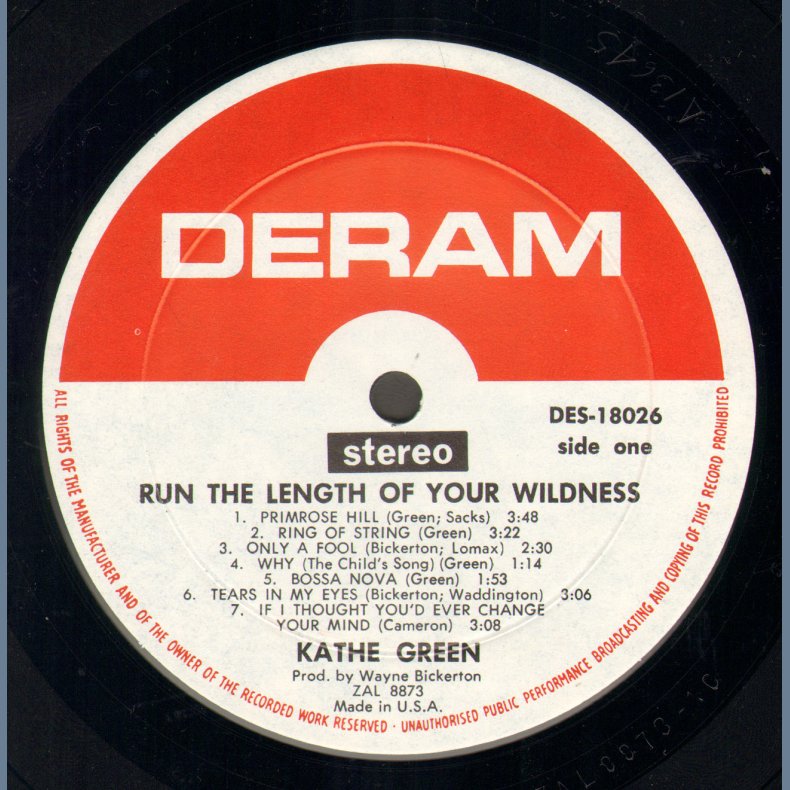 DERAM
DES-18026
side one
stereo
RUN THE LENGTH OF YOUR WILDNESS
1. PRIMROSE HILL (Green; Sacks) 3:48
2. RING OF STRING (Green) 3:22
3. ONLY A FOOL (Bickerton; Lomax) 2:30
4. WHY (The Child's Song) (Green) 1:14
5. BOSSA NOVA (Green) 1:53
6. TEARS IN MY EYES (Bickerton; Waddington) 3:06
7. IF I THOUGHT YOU'D EVER CHANGE
YOUR MIND (Cameron) 3:08
KATHE GREEN
Prod. by Wayne Bickerton
ZAL 8873
Made in U.S.A.
ALL RIGHTS OF THE MANUFACTURER AND OF THE OWNER OF THE RECORDED WORK RESERVED · UNAUTHORISED PUBLIC PERFORMANCE BROADCASTING AND COPYING OF THIS RECORD PROHIBITED